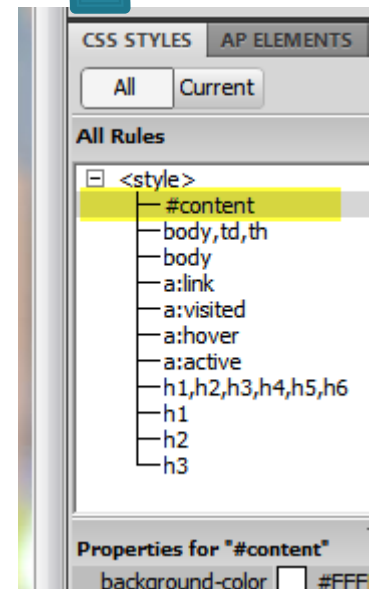 CSS STYLES AP ELEMENTS
All Current
All Rules
<style>
#content
body,td,th
body
a:link
a:visited
a:hover
a:active
h1,h2,h3,h4,h5,h6
h1
h2
h3
Properties for "#content"
background-color